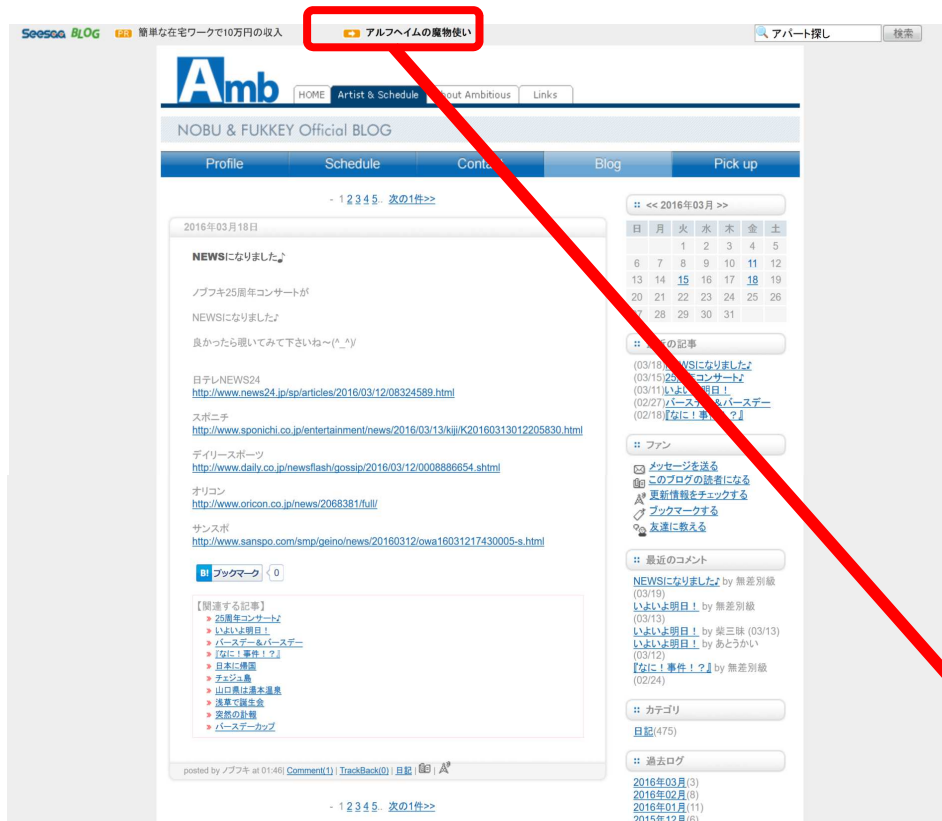 Seesaa BLOG PR 簡単な在宅ワークで10万円の収入 アルフヘイムの魔物使い アパート探し 検索
Amb
HOME Artist & Schedule About Ambitious Links
NOBU & FUKKEY Official BLOG
Profile Schedule Contact Blog Pick up
- 1 2 3 4 5.. 次の1件>>
2016年03月18日
NEWSになりました♪
ノブフキ25周年コンサートが
NEWSになりました♪
良かったら覗いてみて下さいね～(^_^)/
日テレNEWS24
http://www.news24.jp/sp/articles/2016/03/12/08324589.html
スポニチ
http://www.sponichi.co.jp/entertainment/news/2016/03/13/kiji/K20160313012205830.html
デイリースポーツ
http://www.daily.co.jp/newsflash/gossip/2016/03/12/0008886654.shtml
オリコン
http://www.oricon.co.jp/news/2068381/full/
サンスポ
http://www.sanspo.com/smp/geino/news/20160312/owa16031217430005-s.html
B! ブックマーク 0
【関連する記事】
25周年コンサート♪
いよいよ明日！
バースデー＆バースデー
『なに！事件！？』
日本に帰国
チェジュ島
山口県は湯本温泉
浅草で誕生会
突然の訃報
バースデーカップ
posted by ノブフキ at 01:46| Comment(1) | TrackBack(0) | 日記 | |
- 1 2 3 4 5.. 次の1件>>
<< 2016年03月 >>
日 月 火 水 木 金 土
1 2 3 4 5
6 7 8 9 10 11 12
13 14 15 16 17 18 19
20 21 22 23 24 25 26
27 28 29 30 31
最近の記事
(03/18)NEWSになりました♪
(03/15)25周年コンサート♪
(03/11)いよいよ明日！
(02/27)バースデー＆バースデー
(02/18)『なに！事件！？』
ファン
メッセージを送る
このブログの読者になる
更新情報をチェックする
ブックマークする
友達に教える
最近のコメント
NEWSになりました♪ by 無差別級
(03/19)
いよいよ明日！ by 無差別級
(03/13)
いよいよ明日！ by 柴三昧 (03/13)
いよいよ明日！ by あとうかい
(03/12)
『なに！事件！？』 by 無差別級
(02/24)
カテゴリ
日記(475)
過去ログ
2016年03月(3)
2016年02月(8)
2016年01月(11)
2015年12月(6)